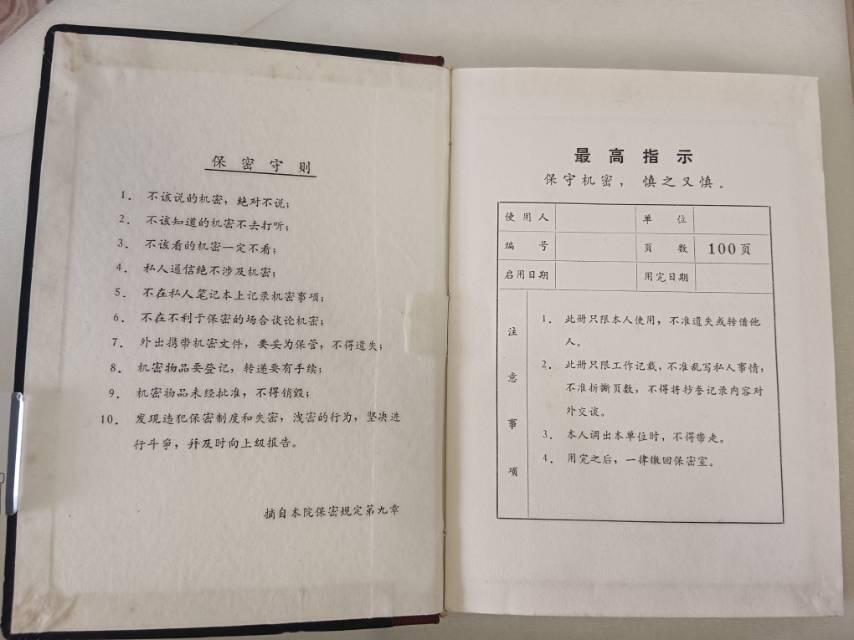 保密守则
1. 不该说的机密，绝对不说；
2. 不该知道的机密不去打听；
3. 不该看的机密一定不看；
4. 私人通信绝不涉及机密；
5. 不在私人笔记本上记录机密事项；
6. 不在不利于保密的场合谈论机密；
7. 外出携带机密文件，要妥为保管，不得遗失；
8. 机密物品要登记，转递要有手续；
9. 机密物品未经批准，不得销毁；
10. 发现违犯保密制度和失密，泄密的行为，坚决进
行斗争，并及时向上级报告。
摘自本院保密规定第九章
最高指示
保守机密，慎之又慎。
使用人 单位
编号 页数 100页
启用日期 用完日期
注意事项
1. 此册只限本人使用，不准遗失或转借他
人。
2. 此册只限工作记载，不准乱写私人事情，
不准拆撕页数，不得将抄誊记录内容对
外交谈。
3. 本人调出本单位时，不得带走。
4. 用完之后，一律缴回保密室。